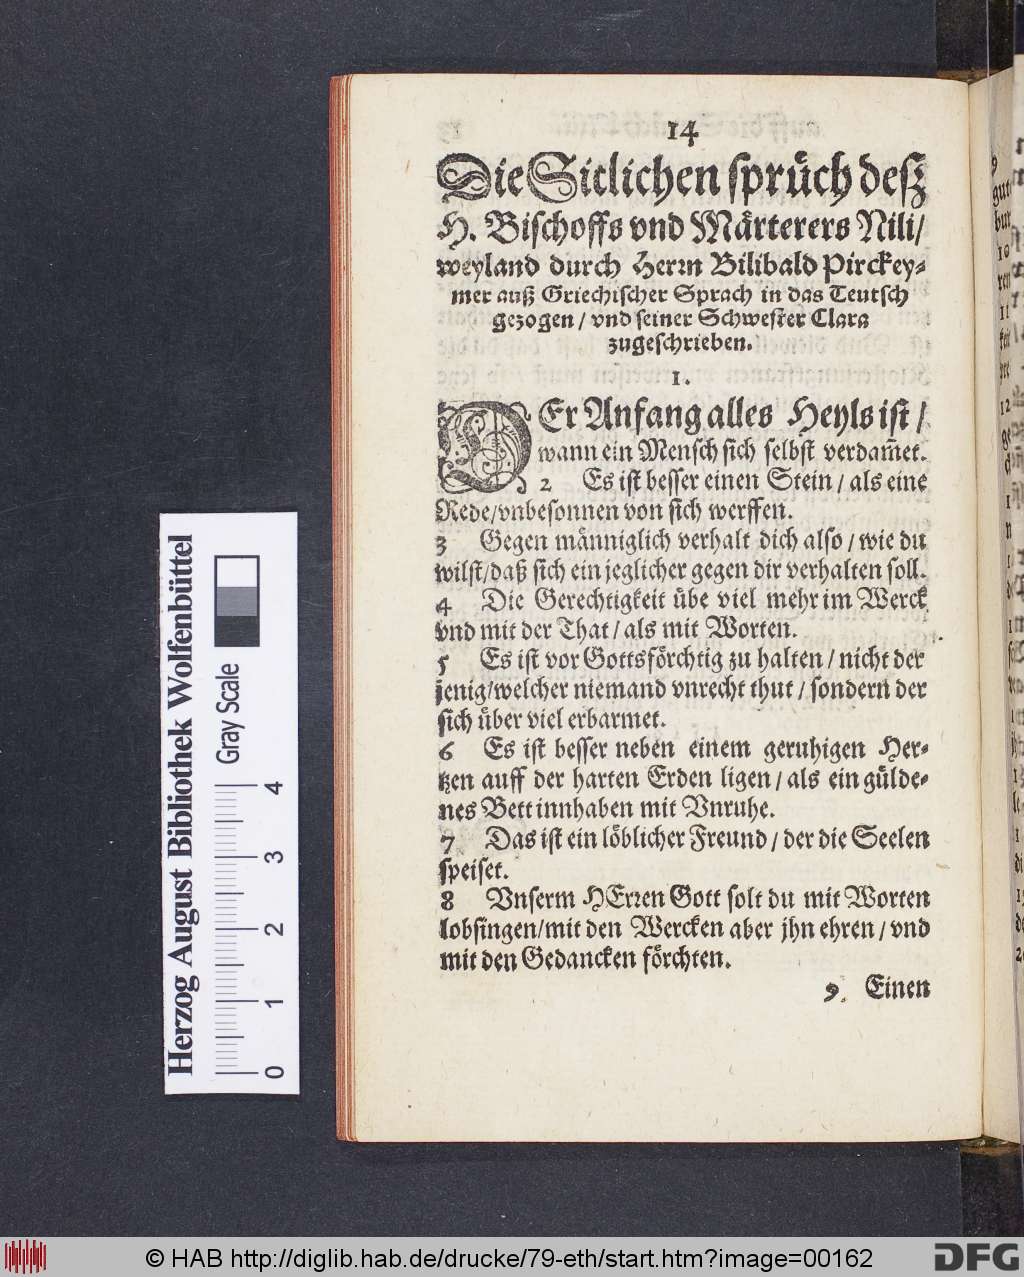 14
Die Sitlichen sprüch desz
H. Bischoffs vnd Märterers Nili/
weyland durch Herrn Bilibald Pirckey-
mer auß Griechischer Sprach in das Teutsch
gezogen / vnd seiner Schwester Clara
zugeschrieben.
1.
DEr Anfang alles Heyls ist /
wann ein Mensch sich selbst verdam̄et.
2 Es ist besser einen Stein / als eine
Rede/vnbesonnen von sich werffen.
3 Gegen männiglich verhalt dich also / wie du
wilst/daß sich ein jeglicher gegen dir verhalten soll.
4 Die Gerechtigkeit übe viel mehr im Werck
vnd mit der That / als mit Worten.
5 Es ist vor Gottsförchtig zu halten / nicht der
jenig/welcher niemand vnrecht thut / sondern der
sich über viel erbarmet.
6 Es ist besser neben einem geruhigen Her-
tzen auff der harten Erden ligen / als ein gülde-
nes Bett innhaben mit Vnruhe.
7 Das ist ein löblicher Freund / der die Seelen
speiset.
8 Vnserm HErren Gott solt du mit Worten
lobsingen/mit den Wercken aber jhn ehren / vnd
mit den Gedancken förchten.
9. Einen
Herzog August Bibliothek Wolfenbüttel
Gray Scale
0 1 2 3 4
© HAB http://diglib.hab.de/drucke/79-eth/start.htm?image=00162
DFG